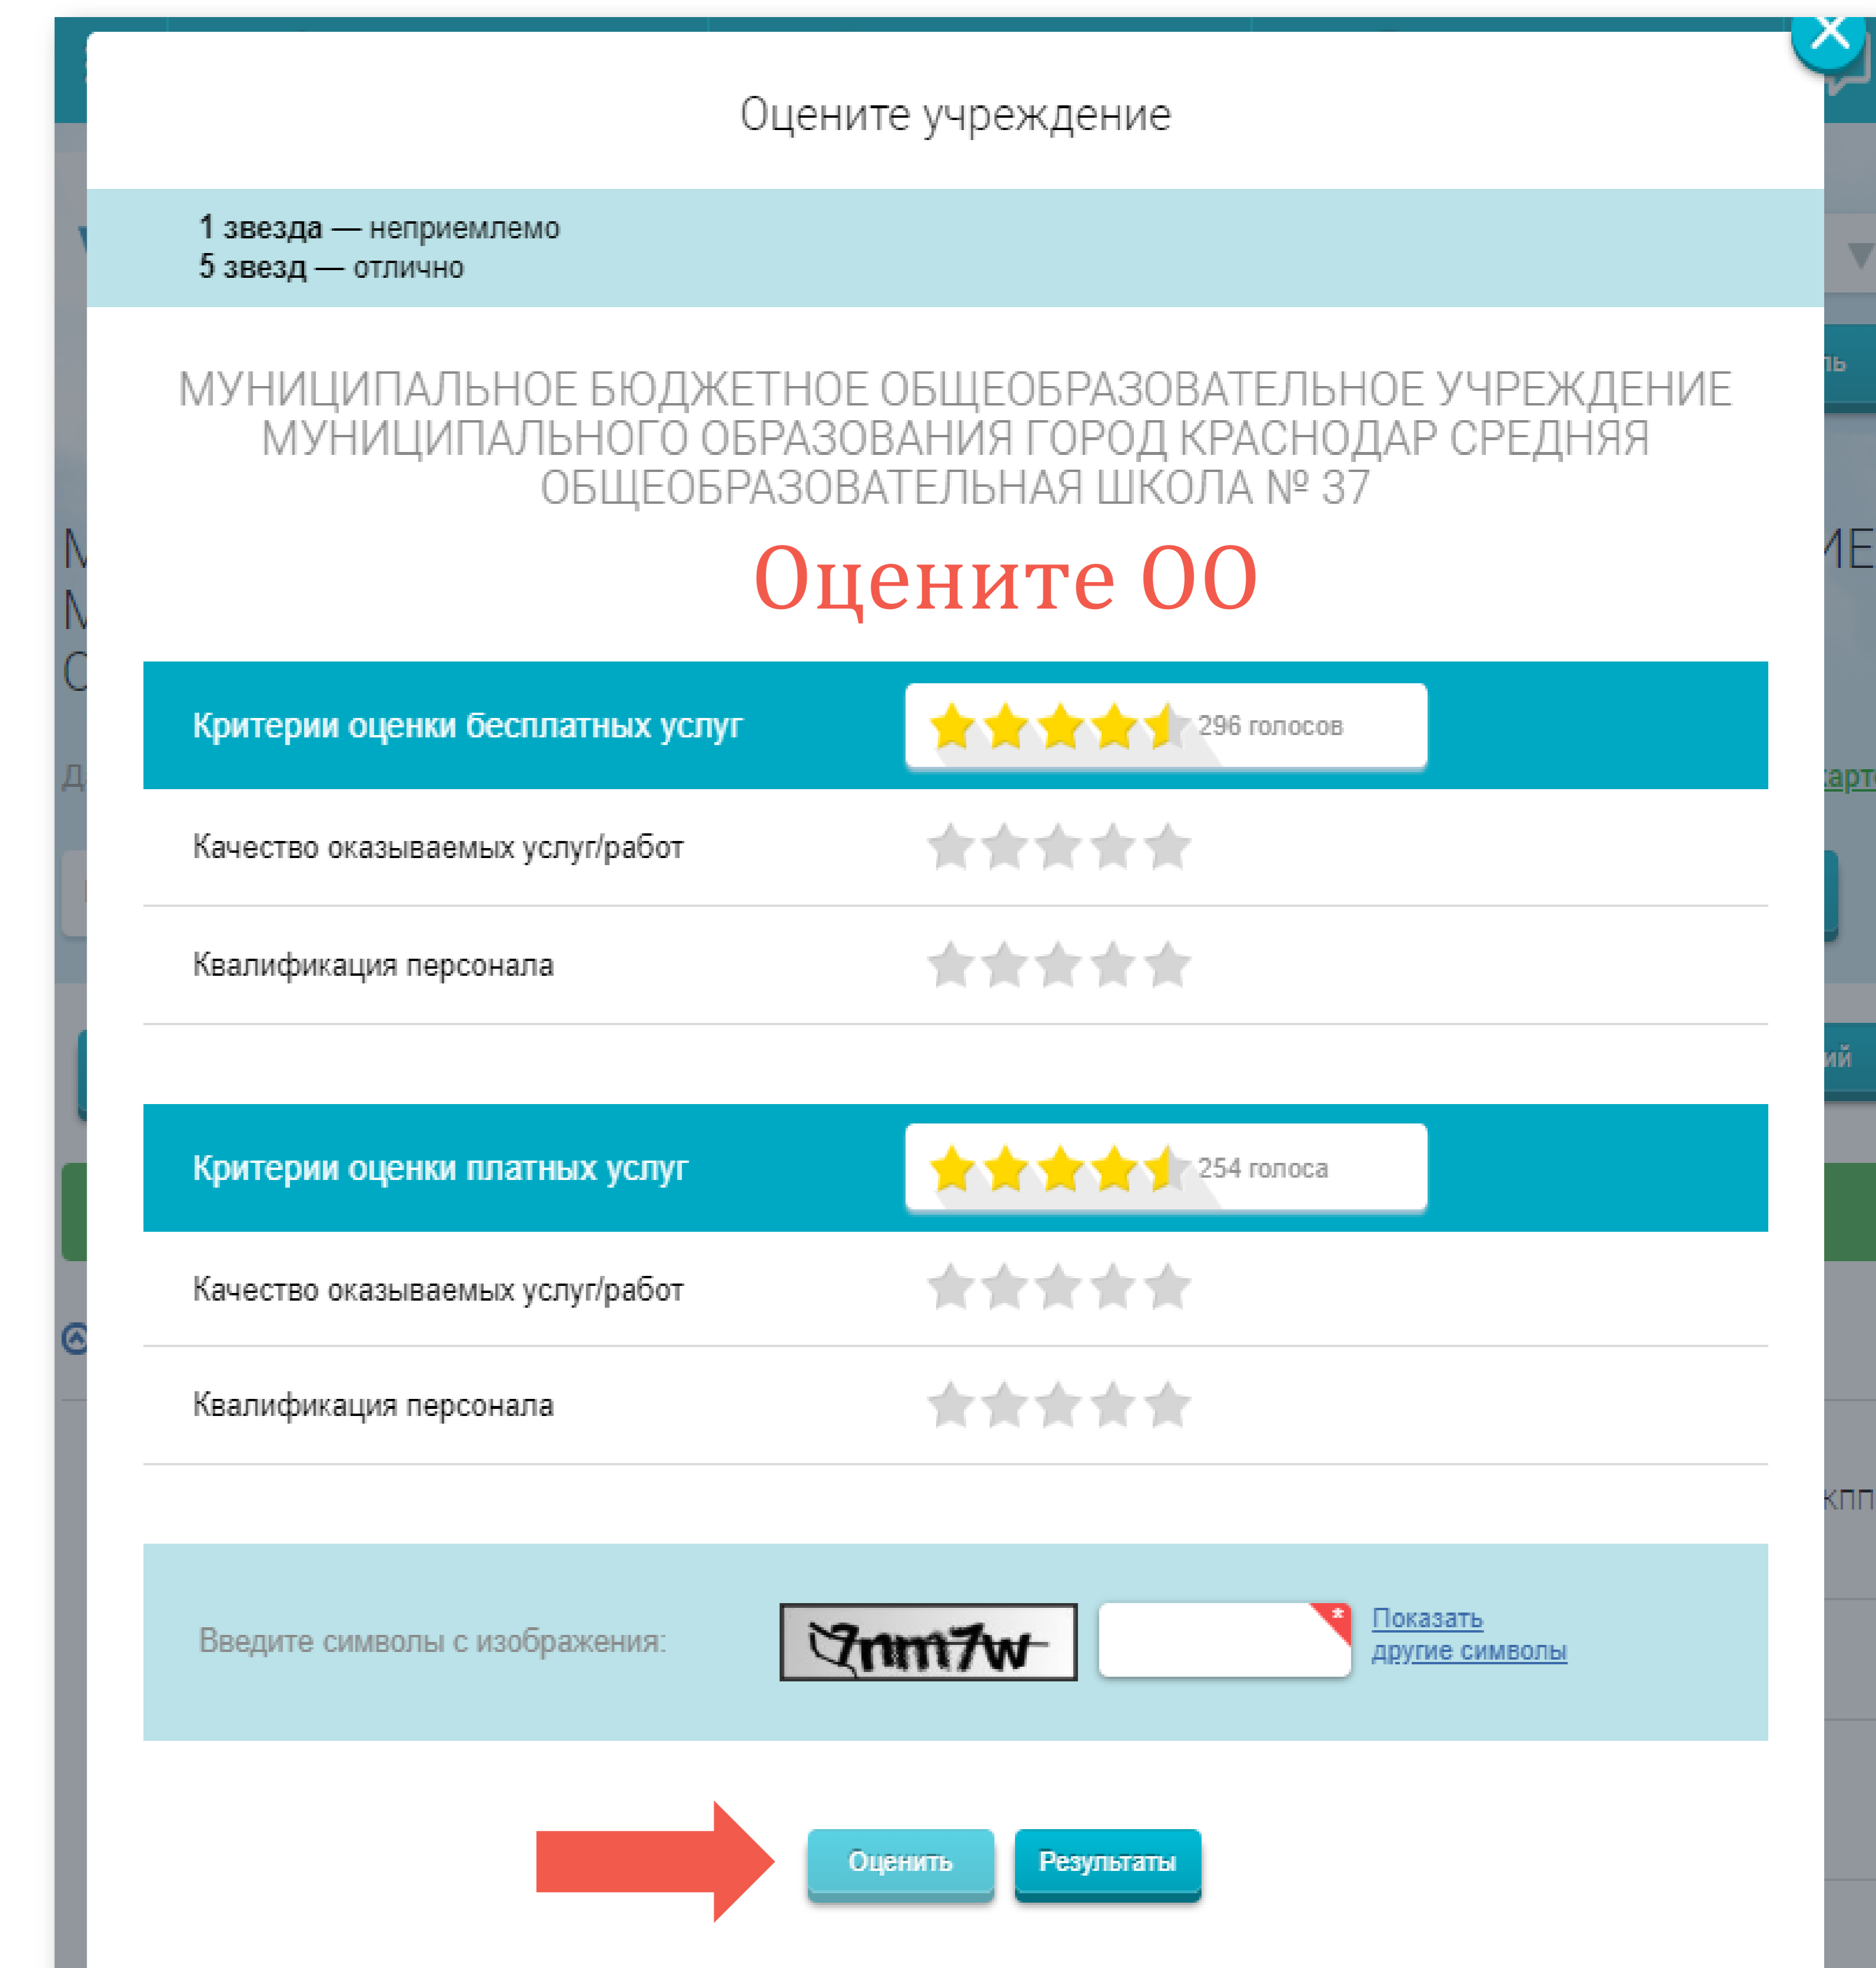 Оцените учреждение
1 звезда — неприемлемо
5 звезд — отлично
МУНИЦИПАЛЬНОЕ БЮДЖЕТНОЕ ОБЩЕОБРАЗОВАТЕЛЬНОЕ УЧРЕЖДЕНИЕ
МУНИЦИПАЛЬНОГО ОБРАЗОВАНИЯ ГОРОД КРАСНОДАР СРЕДНЯЯ
ОБЩЕОБРАЗОВАТЕЛЬНАЯ ШКОЛА № 37
Оцените ОО
Критерии оценки бесплатных услуг 296 голосов
Качество оказываемых услуг/работ
Квалификация персонала
Критерии оценки платных услуг 254 голоса
Качество оказываемых услуг/работ
Квалификация персонала
Введите символы с изображения: 7nm7w * Показать
другие символы
Оценить Результаты